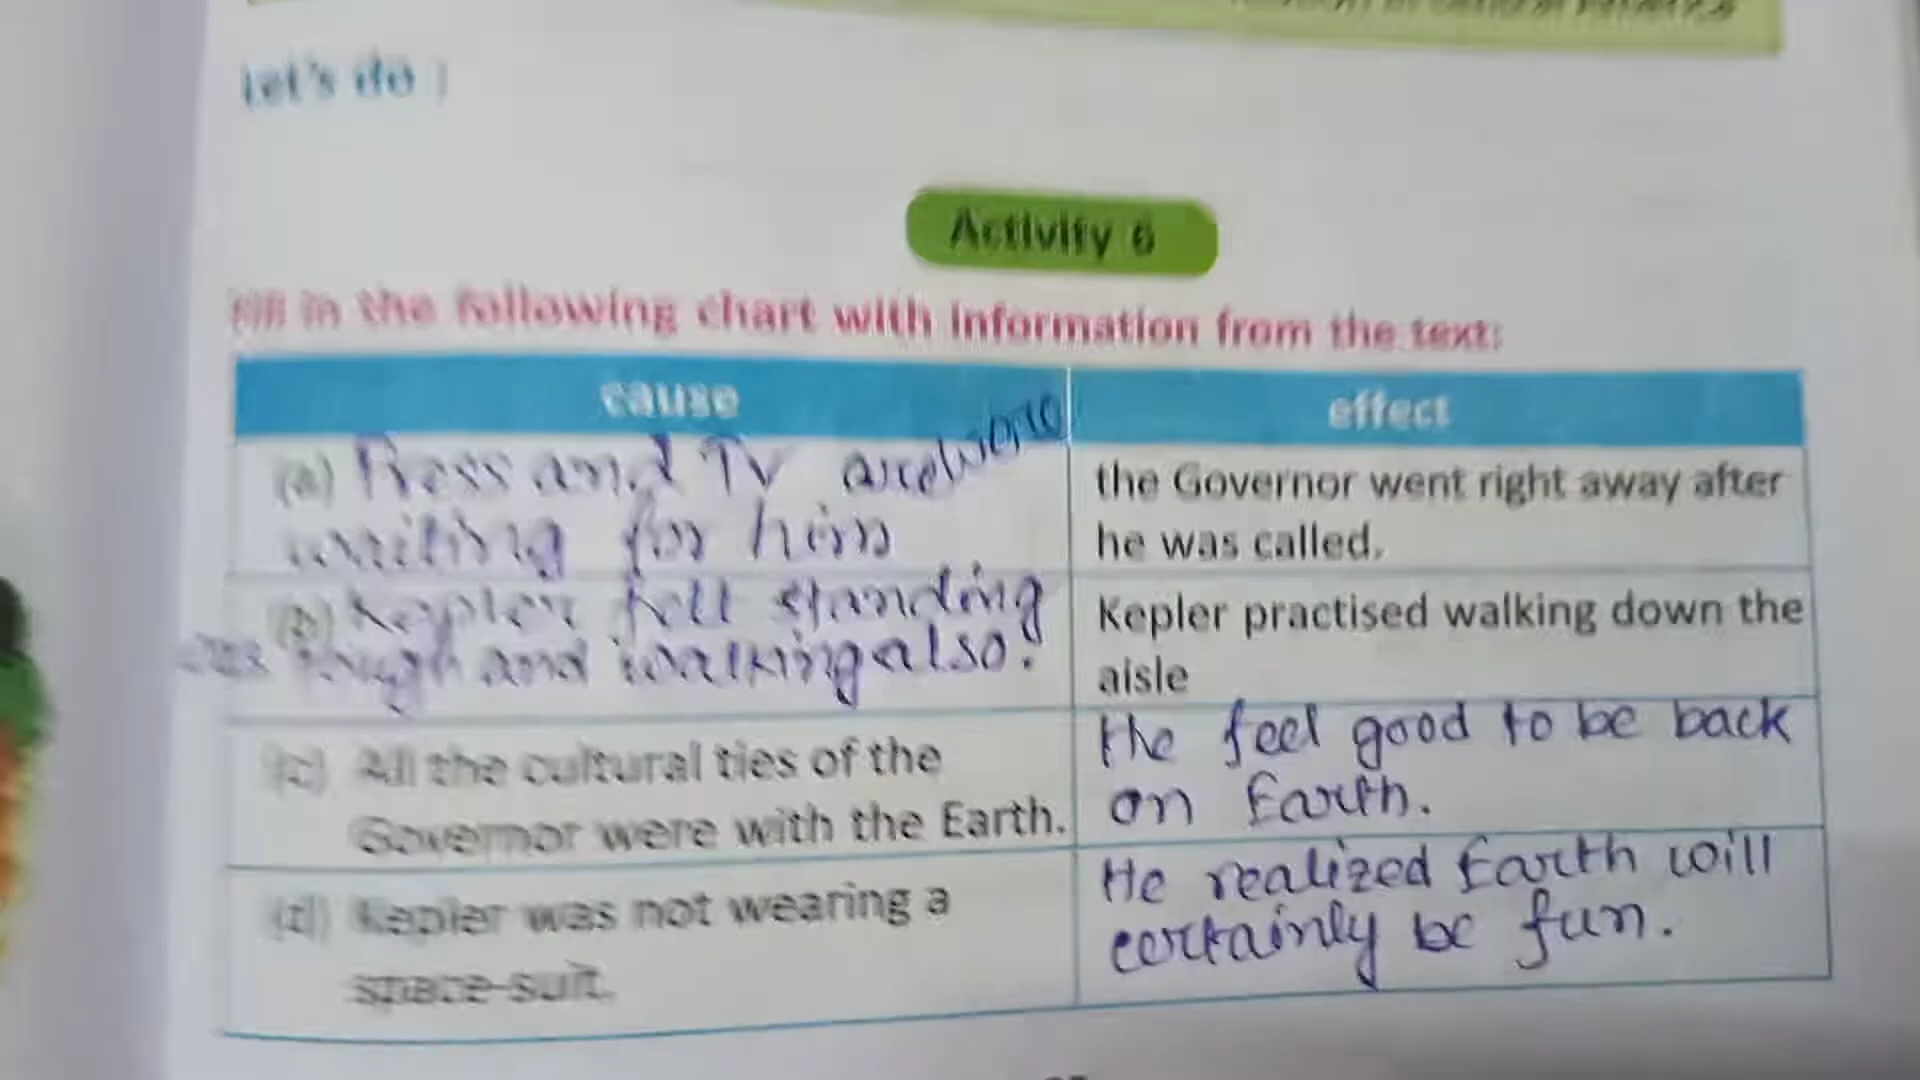 Let's do :
Activity 6
Fill in the following chart with information from the text:
cause
effect
(a) Press and TV were
waiting for him
the Governor went right away after
he was called.
(b) Kepler felt standing
tough and walking also.
Kepler practised walking down the
aisle
(c) All the cultural ties of the
Governor were with the Earth.
He feel good to be back
on Earth.
(d) Kepler was not wearing a
space-suit.
He realized Earth will
certainly be fun.